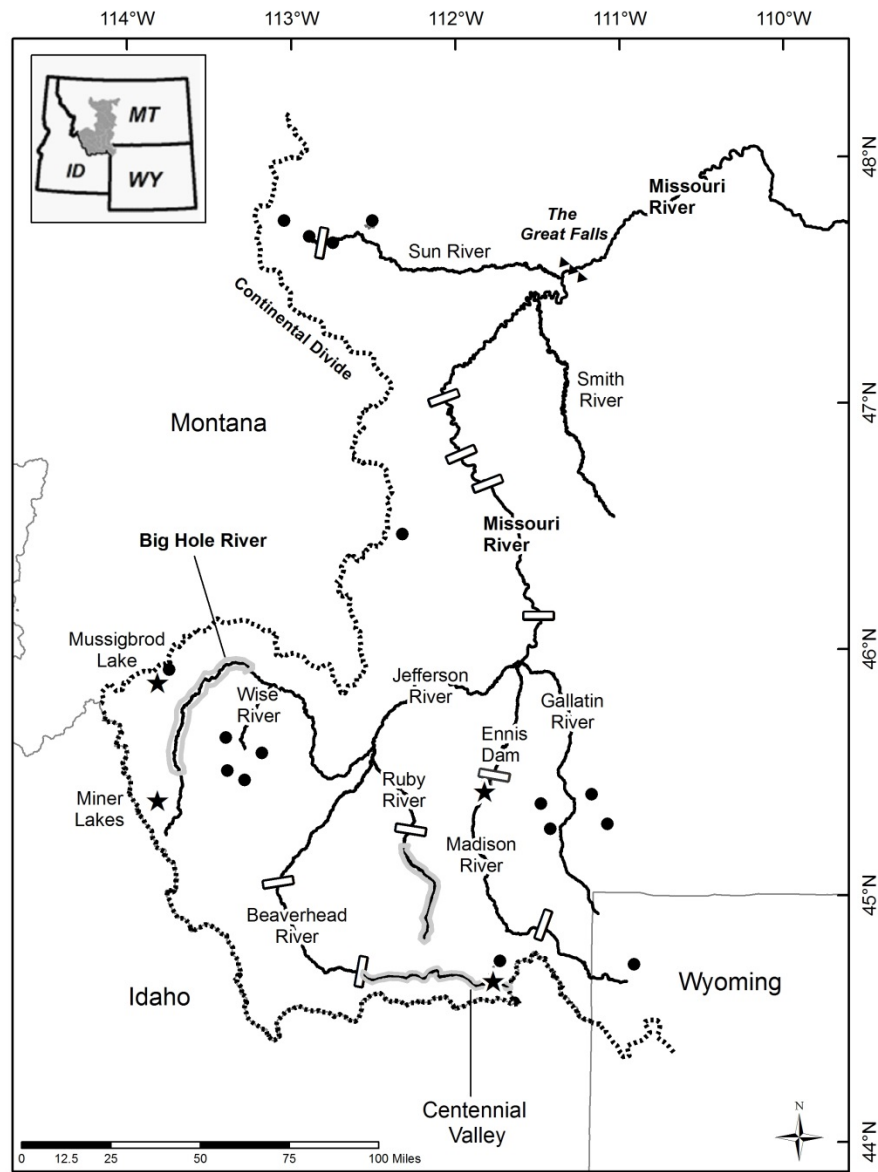 114°W
113°W
112°W
111°W
110°W
MT
ID
WY
48°N
Missouri
River
The
Great Falls
Sun River
Continental Divide
Smith
River
47°N
Montana
Missouri
River
Big Hole River
Mussigbrod
Lake
46°N
Jefferson
River
Wise
River
Gallatin
River
Ennis
Dam
Ruby
River
Miner
Lakes
Madison
River
45°N
Beaverhead
River
Idaho
Wyoming
Centennial
Valley
N
44°N
0 12.5 25 50 75 100 Miles